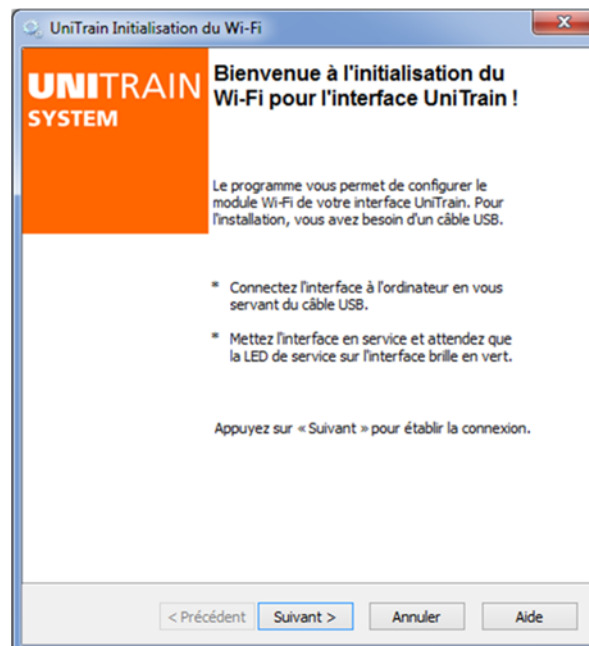 UniTrain Initialisation du Wi-Fi
UNITRAIN
SYSTEM
Bienvenue à l'initialisation du
Wi-Fi pour l'interface UniTrain !
Le programme vous permet de configurer le
module Wi-Fi de votre interface UniTrain. Pour
l'installation, vous avez besoin d'un câble USB.
* Connectez l'interface à l'ordinateur en vous
servant du câble USB.
* Mettez l'interface en service et attendez que
la LED de service sur l'interface brille en vert.
Appuyez sur « Suivant » pour établir la connexion.
< Précédent Suivant > Annuler Aide